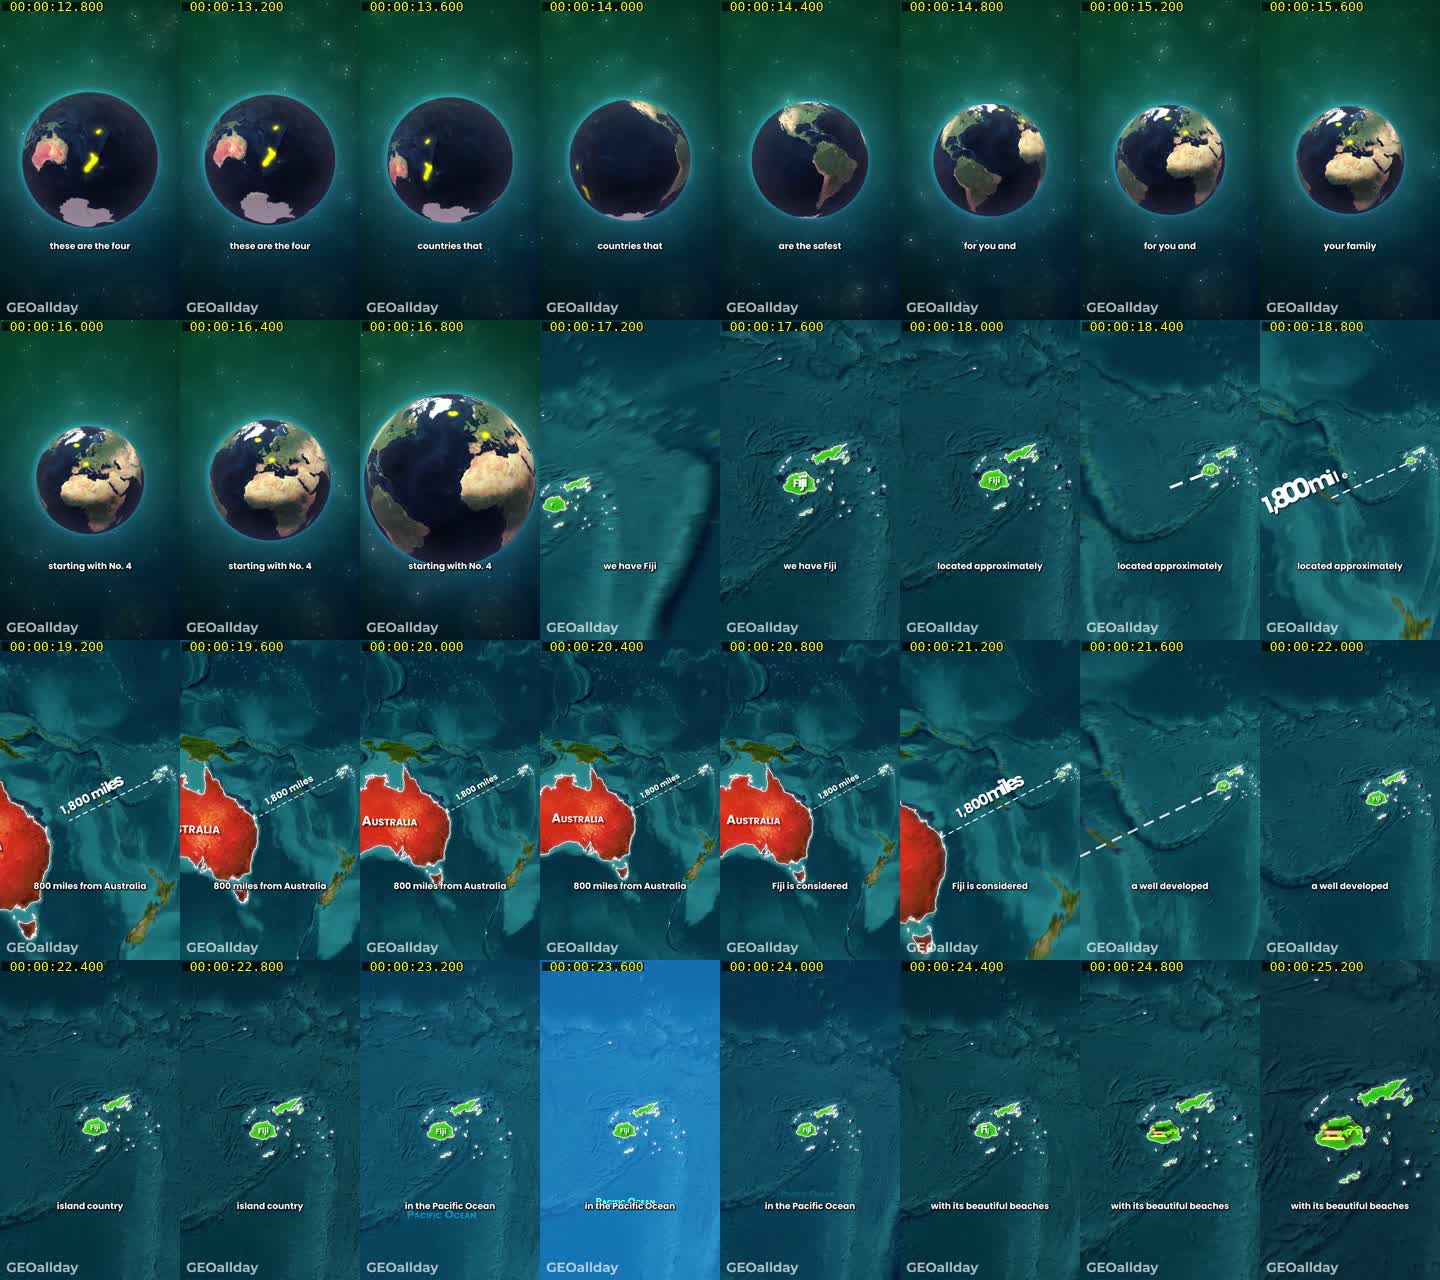 00:00:12.800
these are the four
GEOallday
00:00:13.200
these are the four
GEOallday
00:00:13.600
countries that
GEOallday
00:00:14.000
countries that
GEOallday
00:00:14.400
are the safest
GEOallday
00:00:14.800
for you and
GEOallday
00:00:15.200
for you and
GEOallday
00:00:15.600
your family
GEOallday
00:00:16.000
starting with No. 4
GEOallday
00:00:16.400
starting with No. 4
GEOallday
00:00:16.800
starting with No. 4
GEOallday
00:00:17.200
we have Fiji
GEOallday
00:00:17.600
Fiji
we have Fiji
GEOallday
00:00:18.000
Fiji
located approximately
GEOallday
00:00:18.400
Fiji
located approximately
GEOallday
00:00:18.800
1,800 mil
located approximately
GEOallday
00:00:19.200
1,800 miles
800 miles from Australia
GEOallday
00:00:19.600
1,800 miles
STRALIA
800 miles from Australia
GEOallday
00:00:20.000
1,800 miles
AUSTRALIA
800 miles from Australia
GEOallday
00:00:20.400
1,800 miles
AUSTRALIA
800 miles from Australia
GEOallday
00:00:20.800
1,800 miles
AUSTRALIA
Fiji is considered
GEOallday
00:00:21.200
1,800 miles
Fiji is considered
GEOallday
00:00:21.600
Fiji
a well developed
GEOallday
00:00:22.000
Fiji
a well developed
GEOallday
00:00:22.400
Fiji
island country
GEOallday
00:00:22.800
Fiji
island country
GEOallday
00:00:23.200
Fiji
in the Pacific Ocean
PACIFIC OCEAN
GEOallday
00:00:23.600
Fiji
PACIFIC OCEAN
in the Pacific Ocean
GEOallday
00:00:24.000
Fiji
in the Pacific Ocean
GEOallday
00:00:24.400
with its beautiful beaches
GEOallday
00:00:24.800
with its beautiful beaches
GEOallday
00:00:25.200
with its beautiful beaches
GEOallday